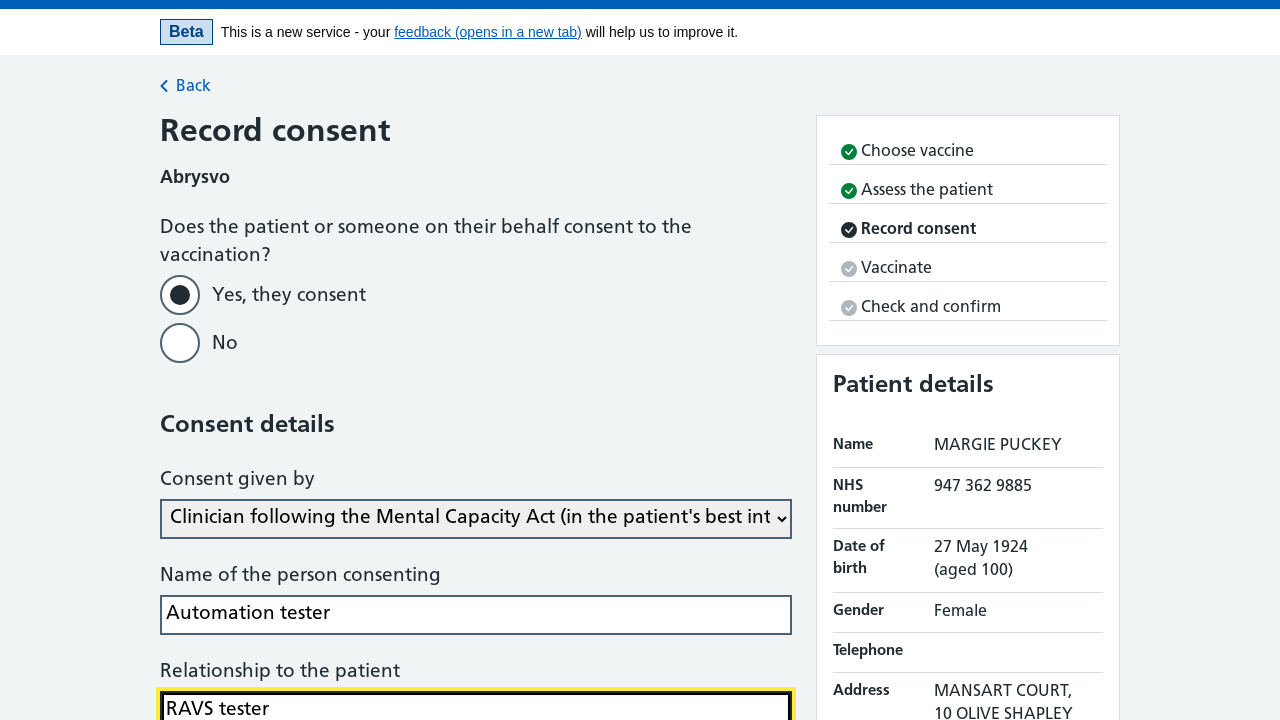 Beta This is a new service - your feedback (opens in a new tab) will help us to improve it.
Back
Record consent
Abrysvo
Does the patient or someone on their behalf consent to the
vaccination?
Yes, they consent
No
Consent details
Consent given by
Clinician following the Mental Capacity Act (in the patient's best int
Name of the person consenting
Automation tester
Relationship to the patient
RAVS tester
Choose vaccine
Assess the patient
Record consent
Vaccinate
Check and confirm
Patient details
Name MARGIE PUCKEY
NHS number 947 362 9885
Date of birth 27 May 1924
(aged 100)
Gender Female
Telephone
Address MANSART COURT,
10 OLIVE SHAPLEY